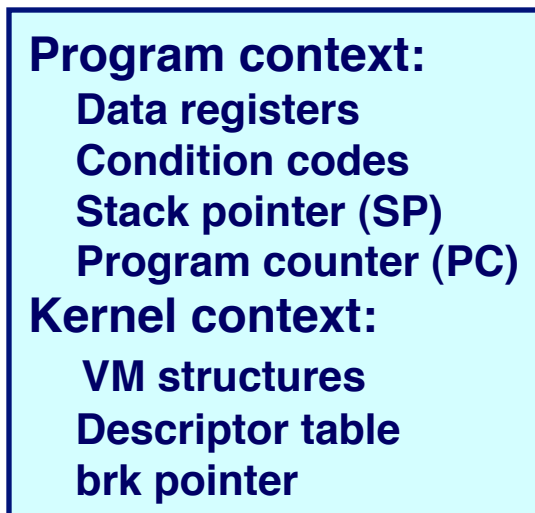 Program context:
Data registers
Condition codes
Stack pointer (SP)
Program counter (PC)
Kernel context:
VM structures
Descriptor table
brk pointer